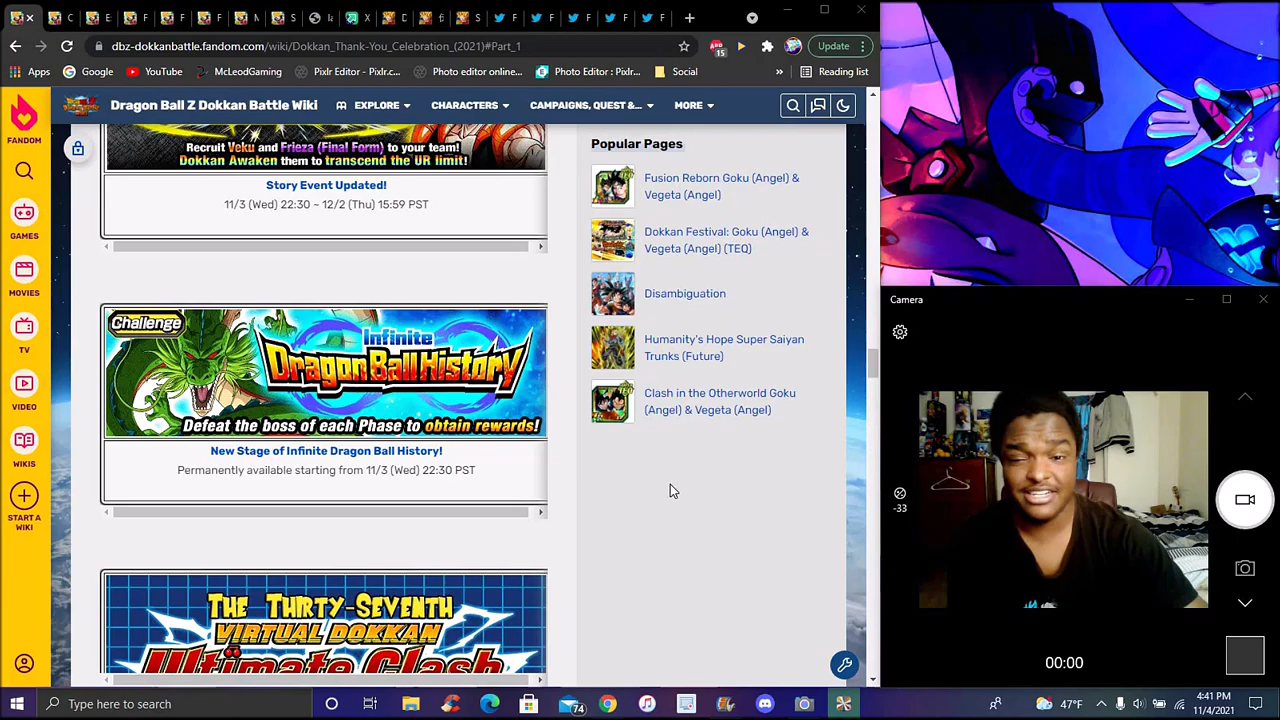 X
dbz-dokkanbattle.fandom.com/wiki/Dokkan_Thank-You_Celebration_(2021)#Part_1
ABP
15
Update
Apps
Google
YouTube
McLeodGaming
Pixlr Editor - Pixlr.c...
Photo online editor...
Photo Editor : Pixlr...
Social
»
Reading list
Dragon Ball Z Dokkan Battle Wiki
EXPLORE
CHARACTERS
CAMPAIGNS, QUEST &...
MORE
FANDOM
GAMES
MOVIES
TV
VIDEO
WIKIS
START A
WIKI
Recruit Veku and Frieza (Final Form) to your team!
Dokkan Awaken them to transcend the UR limit!
Story Event Updated!
11/3 (Wed) 22:30 ~ 12/2 (Thu) 15:59 PST
Challenge
Infinite
Dragon Ball History
Defeat the boss of each Phase to obtain rewards!
New Stage of Infinite Dragon Ball History!
Permanently available starting from 11/3 (Wed) 22:30 PST
THE THIRTY-SEVENTH
VIRTUAL DOKKAN
Ultimate Clash
Popular Pages
Fusion Reborn Goku (Angel) &
Vegeta (Angel)
Dokkan Festival: Goku (Angel) &
Vegeta (Angel) (TEQ)
Disambiguation
Humanity's Hope Super Saiyan
Trunks (Future)
Clash in the Otherworld Goku
(Angel) & Vegeta (Angel)
Camera
-33
00:00
Type here to search
74
47°F
4:41 PM
11/4/2021